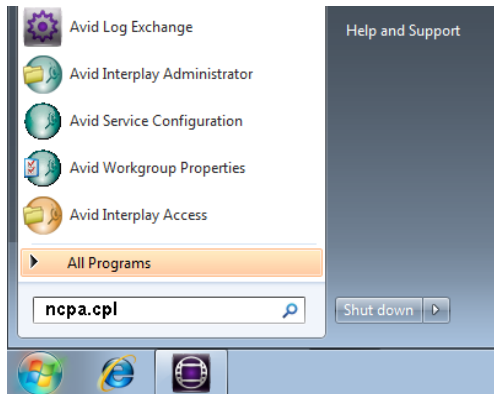 Avid Log Exchange
Help and Support
Avid Interplay Administrator
Avid Service Configuration
Avid Workgroup Properties
Avid Interplay Access
All Programs
ncpa.cpl
Shut down